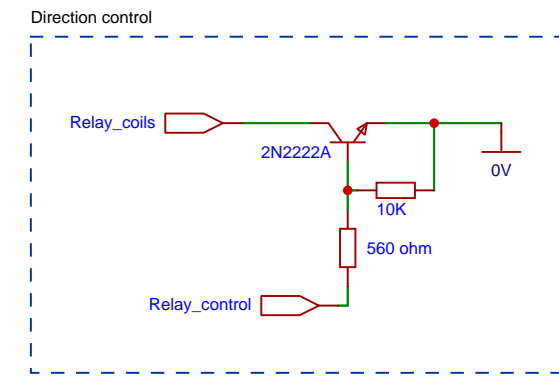 Direction control
Relay_coils
2N2222A
0V
10K
560 ohm
Relay_control